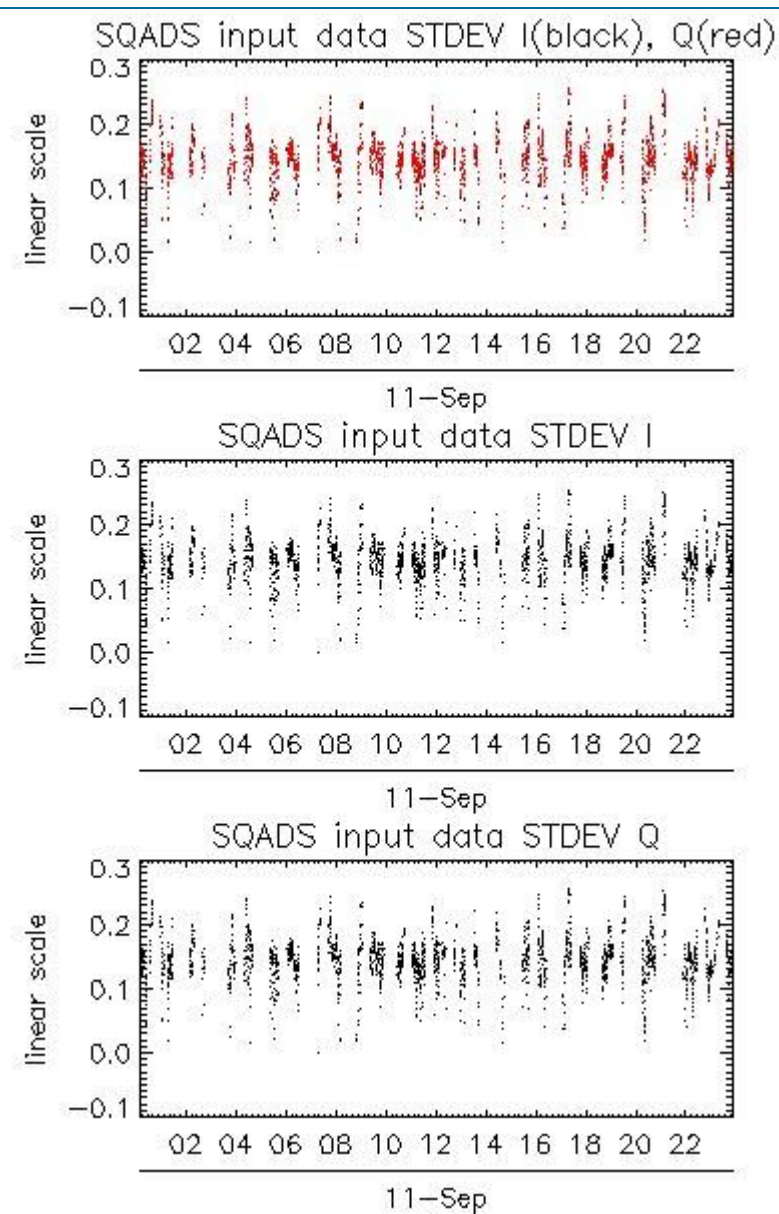 SQADS input data STDEV I(black), Q(red)
0.3
0.2
0.1
0.0
-0.1
linear scale
02 04 06 08 10 12 14 16 18 20 22
11-Sep
SQADS input data STDEV I
0.3
0.2
0.1
0.0
-0.1
linear scale
02 04 06 08 10 12 14 16 18 20 22
11-Sep
SQADS input data STDEV Q
0.3
0.2
0.1
0.0
-0.1
linear scale
02 04 06 08 10 12 14 16 18 20 22
11-Sep